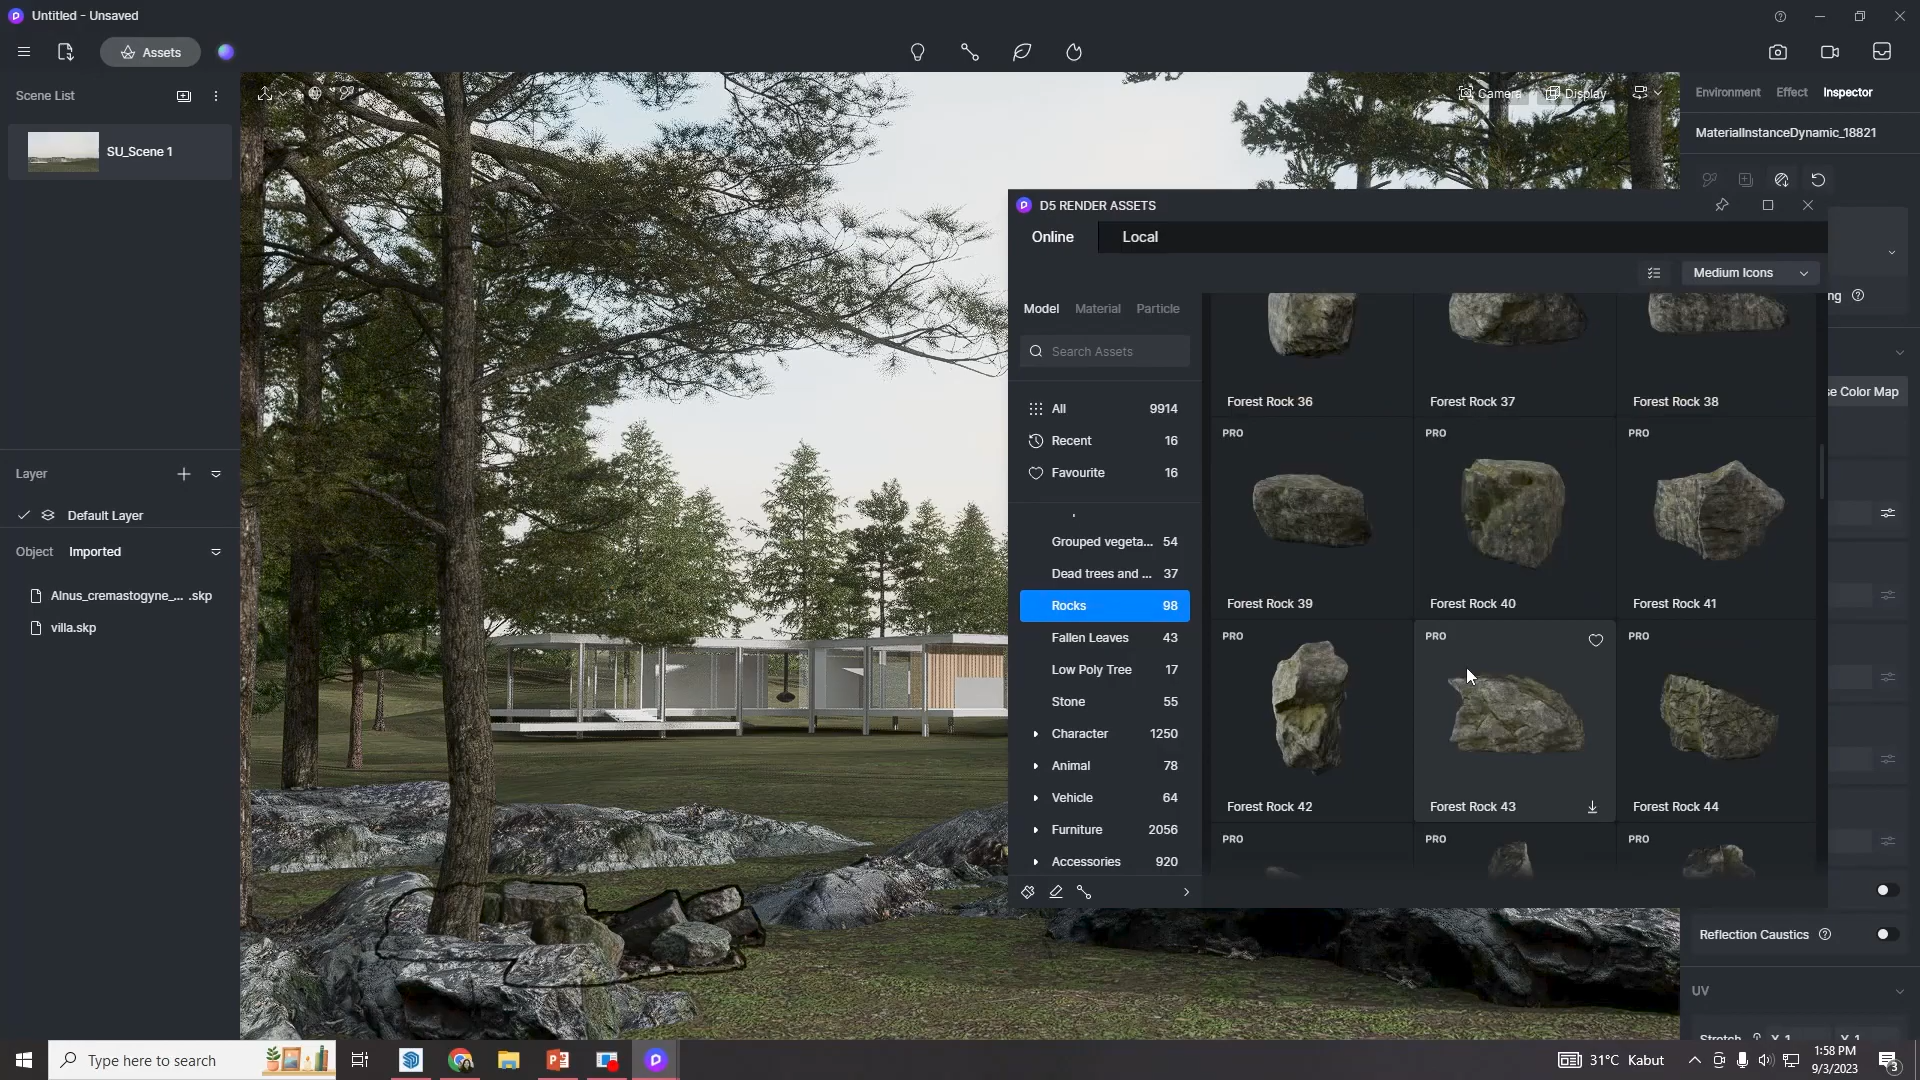 Untitled - Unsaved
Assets
Scene List
SU_Scene 1
Layer
Default Layer
Object Imported
Alnus_cremastogyne_... .skp
villa.skp
Camera Display
Environment Effect Inspector
MaterialInstanceDynamic_18821
ng
se Color Map
Reflection Caustics
UV
Stretch X 1 Y 1
D5 RENDER ASSETS
Online Local
Medium Icons
Model Material Particle
Search Assets
All 9914
Recent 16
Favourite 16
Grouped vegeta... 54
Dead trees and ... 37
Rocks 98
Fallen Leaves 43
Low Poly Tree 17
Stone 55
Character 1250
Animal 78
Vehicle 64
Furniture 2056
Accessories 920
Forest Rock 36 Forest Rock 37 Forest Rock 38
PRO PRO PRO
Forest Rock 39 Forest Rock 40 Forest Rock 41
PRO PRO PRO
Forest Rock 42 Forest Rock 43 Forest Rock 44
PRO PRO PRO
Type here to search
31°C Kabut
1:58 PM
9/3/2023
3